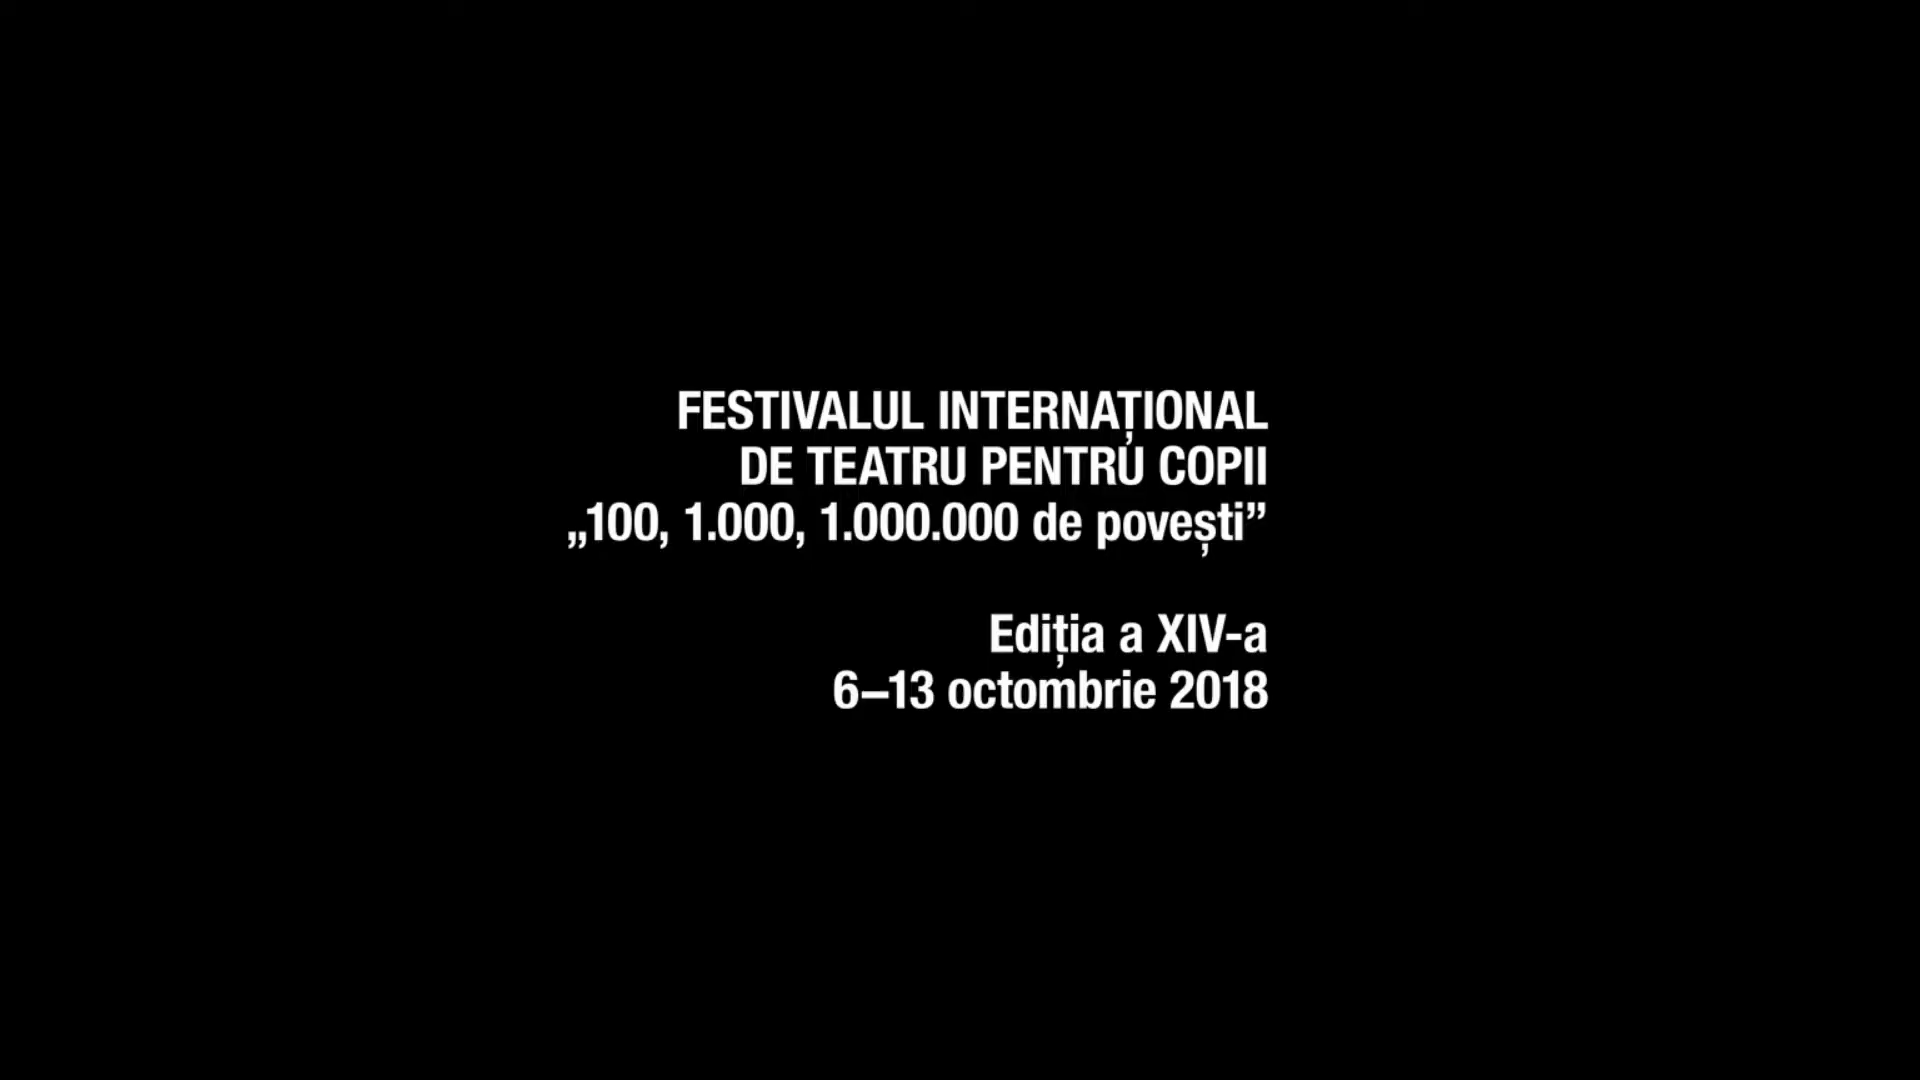 FESTIVALUL INTERNAȚIONAL
DE TEATRU PENTRU COPII
„100, 1.000, 1.000.000 de povești”
Ediția a XIV-a
6–13 octombrie 2018